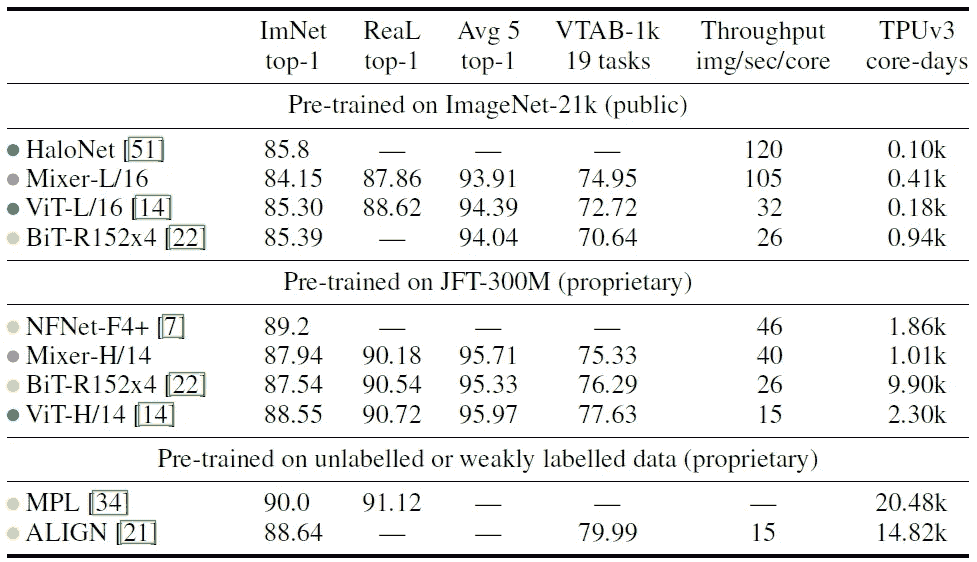 ImNet ReaL Avg 5 VTAB-1k Throughput TPUv3
top-1 top-1 top-1 19 tasks img/sec/core core-days
Pre-trained on ImageNet-21k (public)
HaloNet [51] 85.8 — — — 120 0.10k
Mixer-L/16 84.15 87.86 93.91 74.95 105 0.41k
ViT-L/16 [14] 85.30 88.62 94.39 72.72 32 0.18k
BiT-R152x4 [22] 85.39 — 94.04 70.64 26 0.94k
Pre-trained on JFT-300M (proprietary)
NFNet-F4+ [7] 89.2 — — — 46 1.86k
Mixer-H/14 87.94 90.18 95.71 75.33 40 1.01k
BiT-R152x4 [22] 87.54 90.54 95.33 76.29 26 9.90k
ViT-H/14 [14] 88.55 90.72 95.97 77.63 15 2.30k
Pre-trained on unlabelled or weakly labelled data (proprietary)
MPL [34] 90.0 91.12 — — — 20.48k
ALIGN [21] 88.64 — — 79.99 15 14.82k